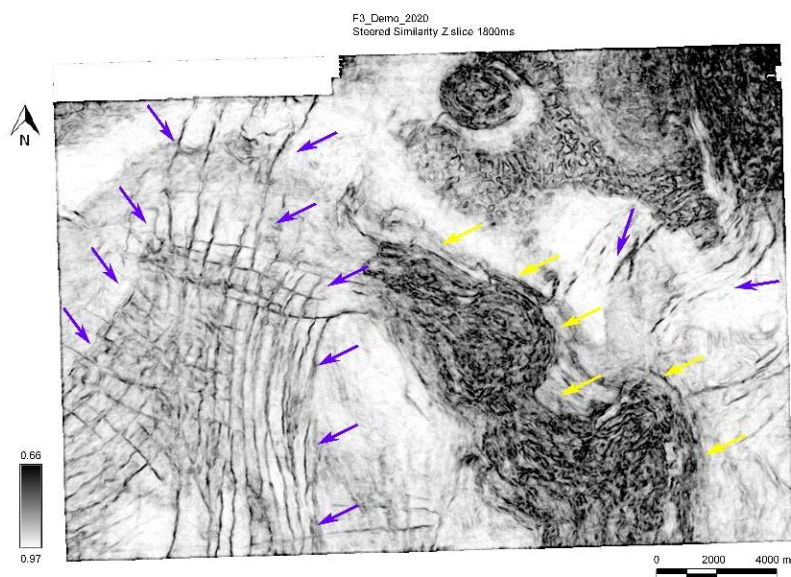 F3_Demo_2020
Steered Similarity Z slice 1800ms
N
0.66
0.97
0 2000 4000 m